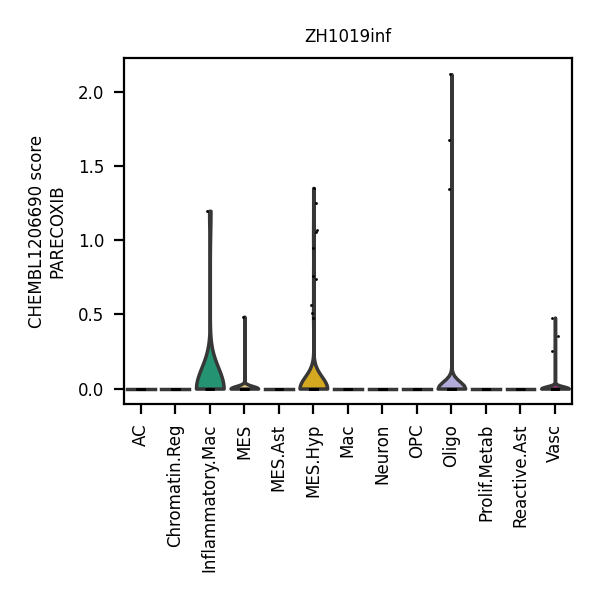 ZH1019inf
CHEMBL1206690 score
PARECOXIB
2.0
1.5
1.0
0.5
0.0
AC
Chromatin.Reg
Inflammatory.Mac
MES
MES.Ast
MES.Hyp
Mac
Neuron
OPC
Oligo
Prolif.Metab
Reactive.Ast
Vasc